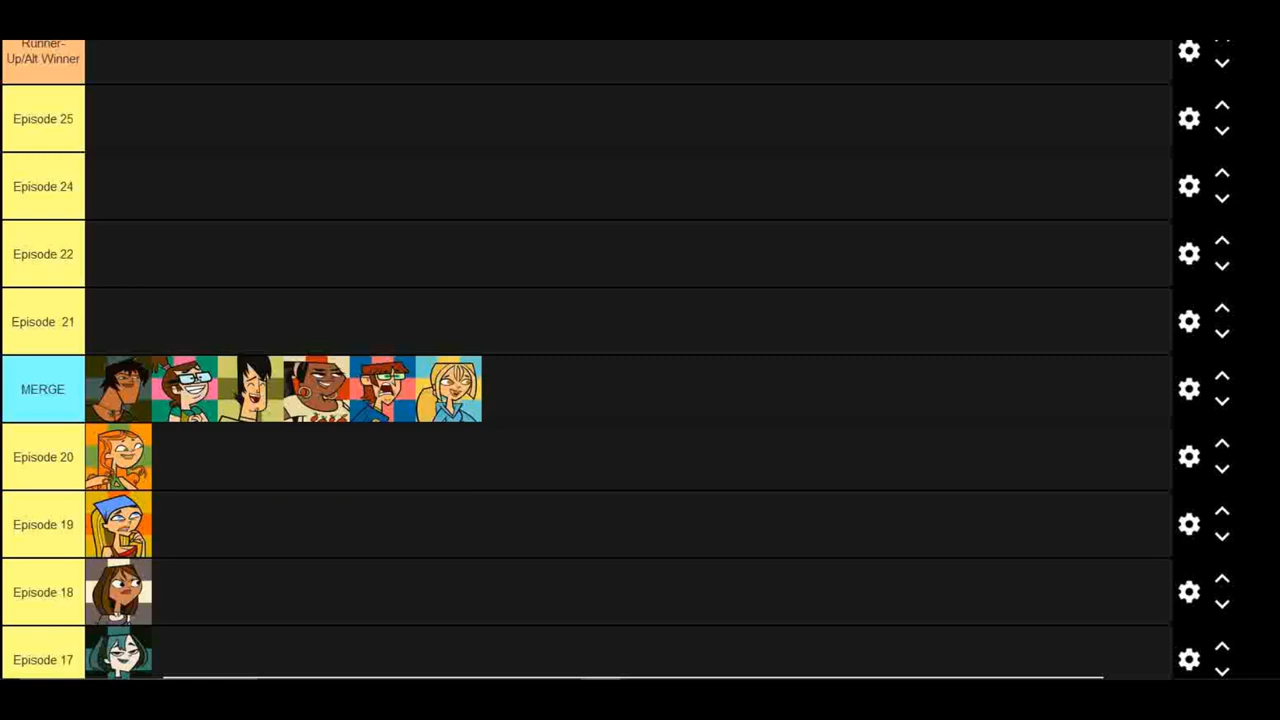 Runner-
Up/Alt Winner
Episode 25
Episode 24
Episode 22
Episode  21
MERGE
Episode 20
Episode 19
Episode 18
Episode 17